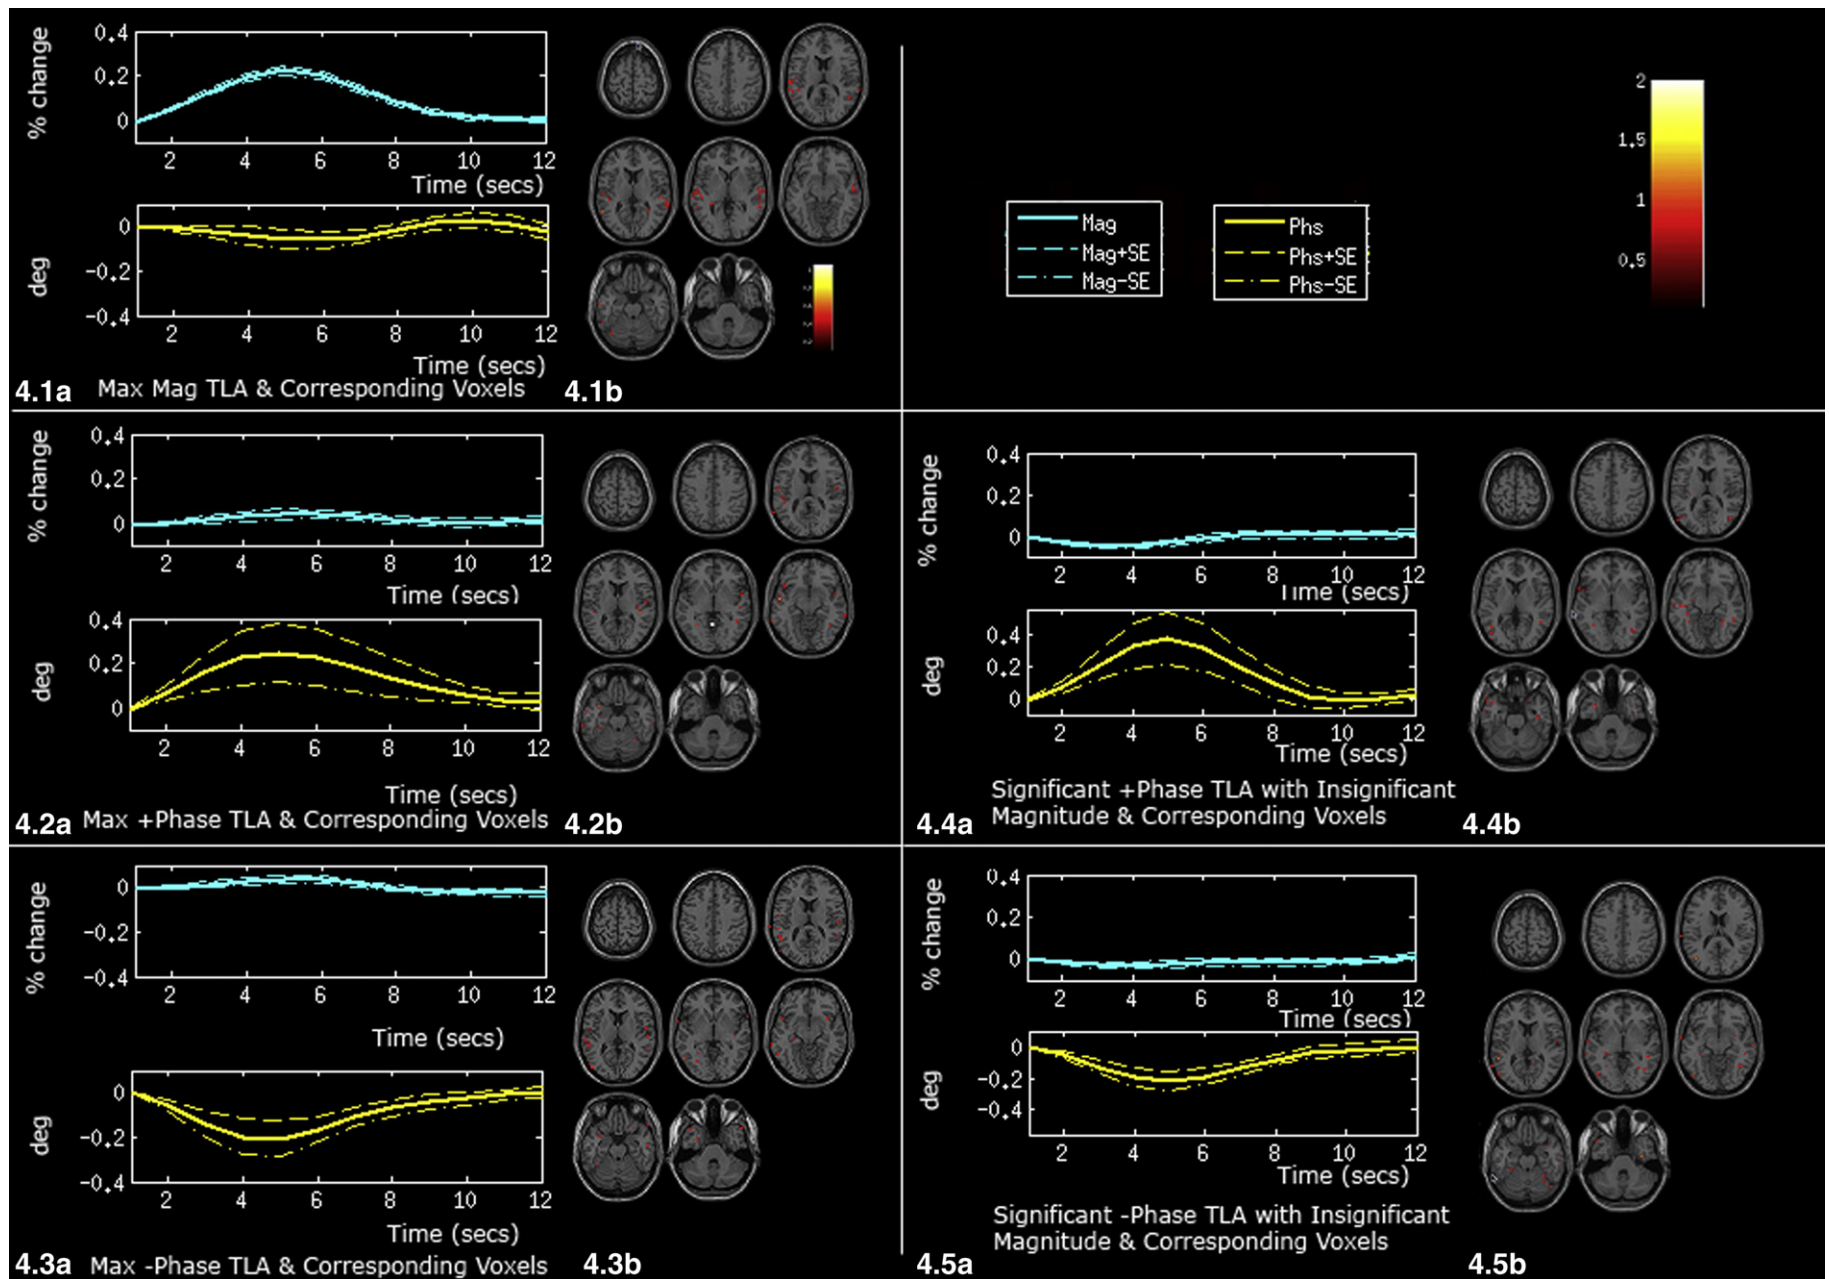 % change
0.4
0.2
0
2 4 6 8 10 12
Time (secs)
deg
0
-0.2
-0.4
2 4 6 8 10 12
Time (secs)
4.1a Max Mag TLA & Corresponding Voxels 4.1b
Mag
Mag+SE
Mag-SE
Phs
Phs+SE
Phs-SE
2
1.5
1
0.5
% change
0.4
0.2
0
2 4 6 8 10 12
Time (secs)
deg
0.4
0.2
0
2 4 6 8 10 12
Time (secs)
4.2a Max +Phase TLA & Corresponding Voxels 4.2b
% change
0.4
0.2
0
2 4 6 8 10 12
Time (secs)
deg
0.4
0.2
0
2 4 6 8 10 12
Time (secs)
Significant +Phase TLA with Insignificant
Magnitude & Corresponding Voxels
4.4a 4.4b
% change
0
-0.2
-0.4
2 4 6 8 10 12
Time (secs)
deg
0
-0.2
-0.4
2 4 6 8 10 12
Time (secs)
4.3a Max -Phase TLA & Corresponding Voxels 4.3b
% change
0.4
0.2
0
2 4 6 8 10 12
Time (secs)
deg
0
-0.2
-0.4
2 4 6 8 10 12
Time (secs)
Significant -Phase TLA with Insignificant
Magnitude & Corresponding Voxels
4.5a 4.5b